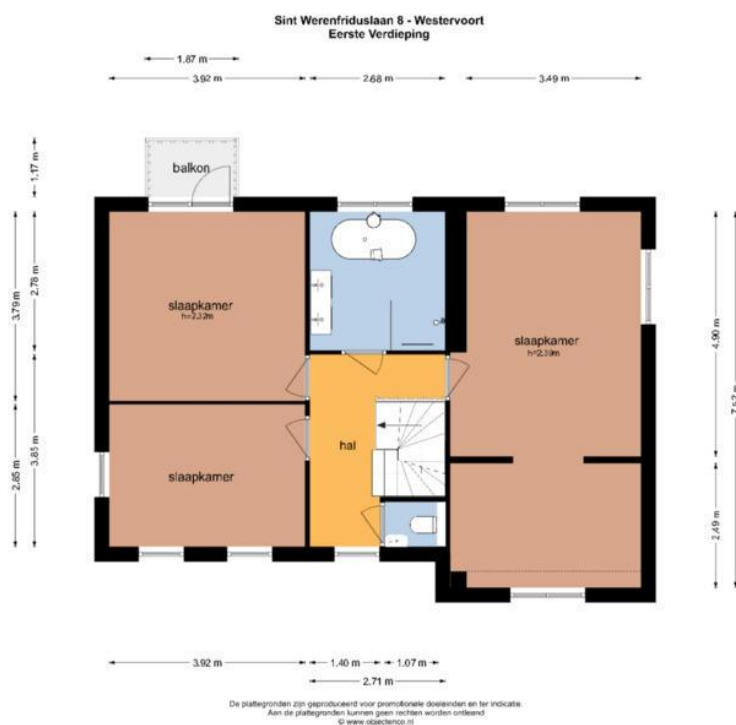 Sint Werenfriduslaan 8 - Westervoort
Eerste Verdieping
1.87 m
3.92 m
2.68 m
3.49 m
1.17 m
balkon
3.79 m
2.78 m
slaapkamer
h=2.32m
slaapkamer
h=2.39m
4.90 m
7.52 m
2.85 m
3.85 m
slaapkamer
hal
2.49 m
3.92 m
1.40 m
1.07 m
2.71 m
De plattegronden zijn geproduceerd voor promotionele doeleinden en ter indicatie.
Aan de plattegronden kunnen geen rechten worden ontleend
© www.objectenco.nl